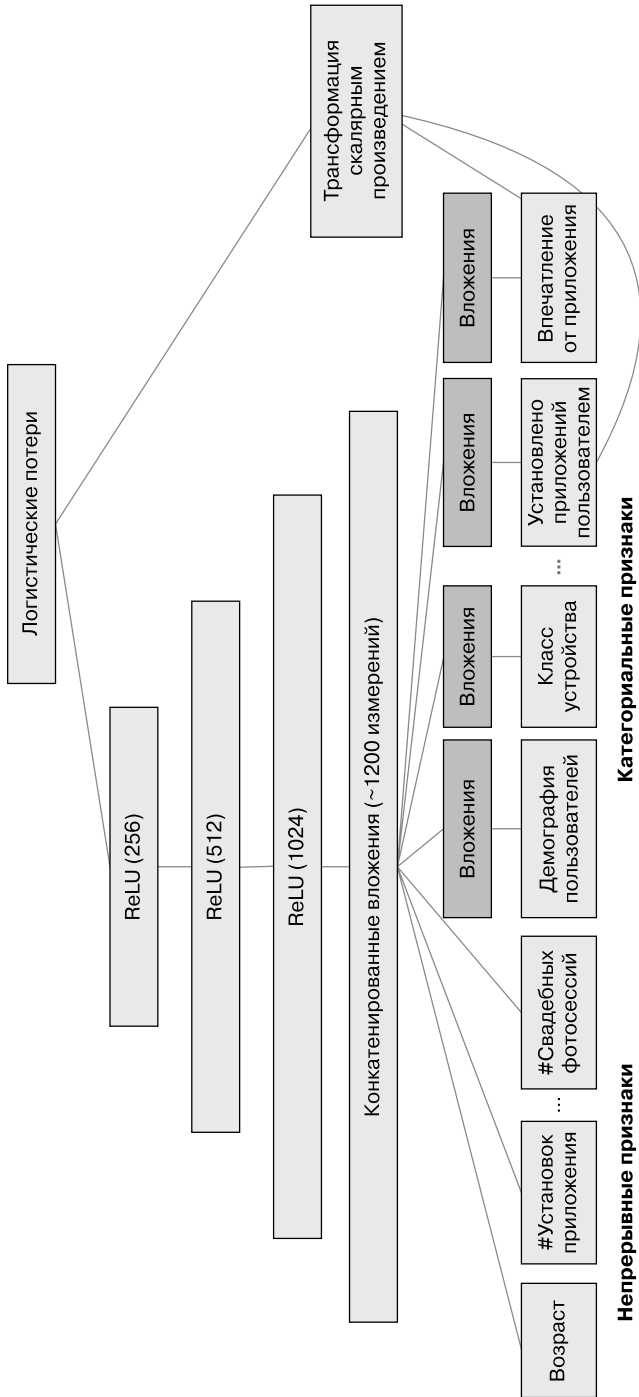 Логистические потери
ReLU (256)
ReLU (512)
ReLU (1024)
Трансформация
скалярным
произведением
Конкатенированные вложения (~1200 измерений)
Вложения
Вложения
Вложения
Вложения
Возраст
#Установок
приложения
...
#Свадебных
фотосессий
Демография
пользователей
Класс
устройства
...
Установлено
приложений
пользователем
Впечатление
от приложения
Непрерывные признаки
Категориальные признаки